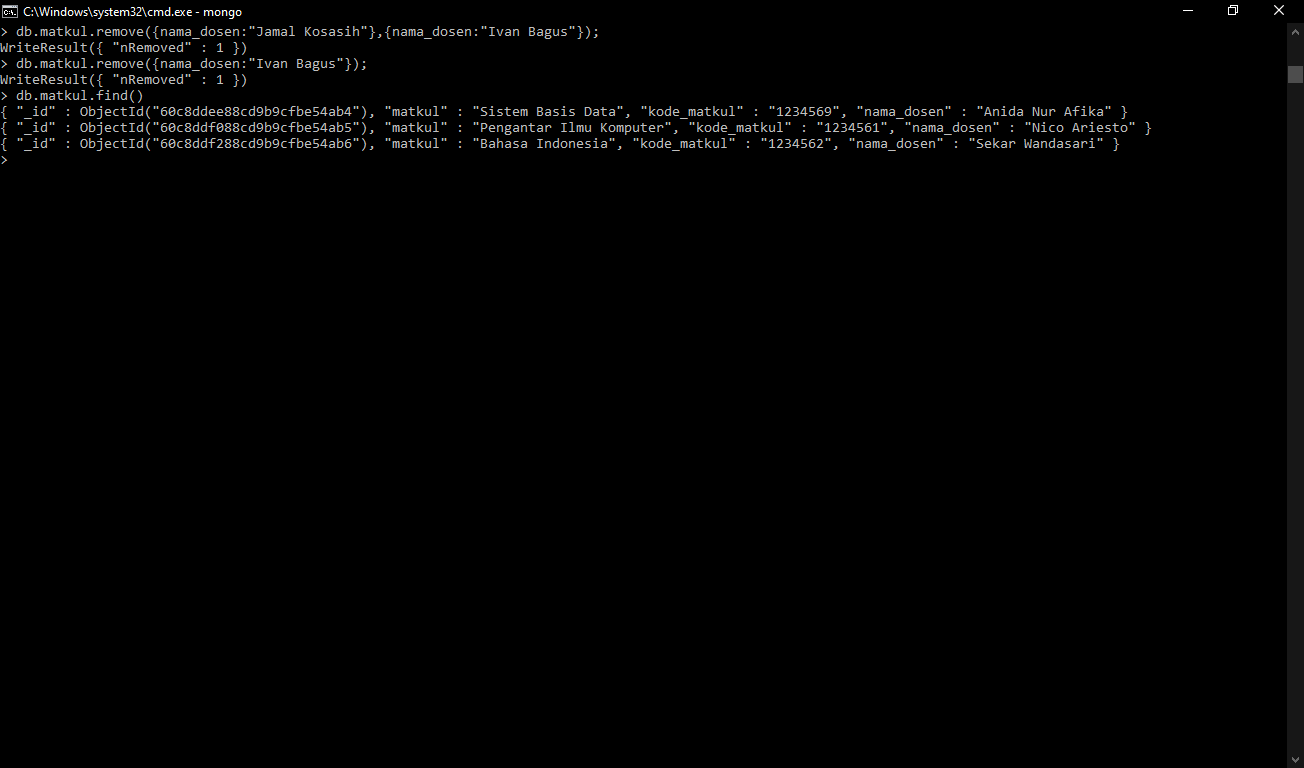 C:\Windows\system32\cmd.exe - mongo
> db.matkul.remove({nama_dosen:"Jamal Kosasih"},{nama_dosen:"Ivan Bagus"});
WriteResult({ "nRemoved" : 1 })
> db.matkul.remove({nama_dosen:"Ivan Bagus"});
WriteResult({ "nRemoved" : 1 })
> db.matkul.find()
{ "_id" : ObjectId("60c8ddee88cd9b9cfbe54ab4"), "matkul" : "Sistem Basis Data", "kode_matkul" : "1234569", "nama_dosen" : "Anida Nur Afika" }
{ "_id" : ObjectId("60c8ddf088cd9b9cfbe54ab5"), "matkul" : "Pengantar Ilmu Komputer", "kode_matkul" : "1234561", "nama_dosen" : "Nico Ariesto" }
{ "_id" : ObjectId("60c8ddf288cd9b9cfbe54ab6"), "matkul" : "Bahasa Indonesia", "kode_matkul" : "1234562", "nama_dosen" : "Sekar Wandasari" }
>